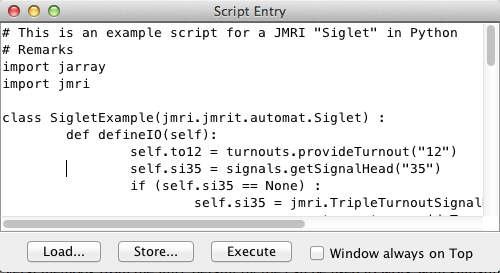 Script Entry
# This is an example script for a JMRI "Siglet" in Python
# Remarks
import jarray
import jmri

class SigletExample(jmri.jmrit.automat.Siglet) :
        def defineIO(self):
                self.to12 = turnouts.provideTurnout("12")
                self.si35 = signals.getSignalHead("35")
                if (self.si35 == None) :
                        self.si35 = jmri.TripleTurnoutSignal
Load...
Store...
Execute
Window always on Top